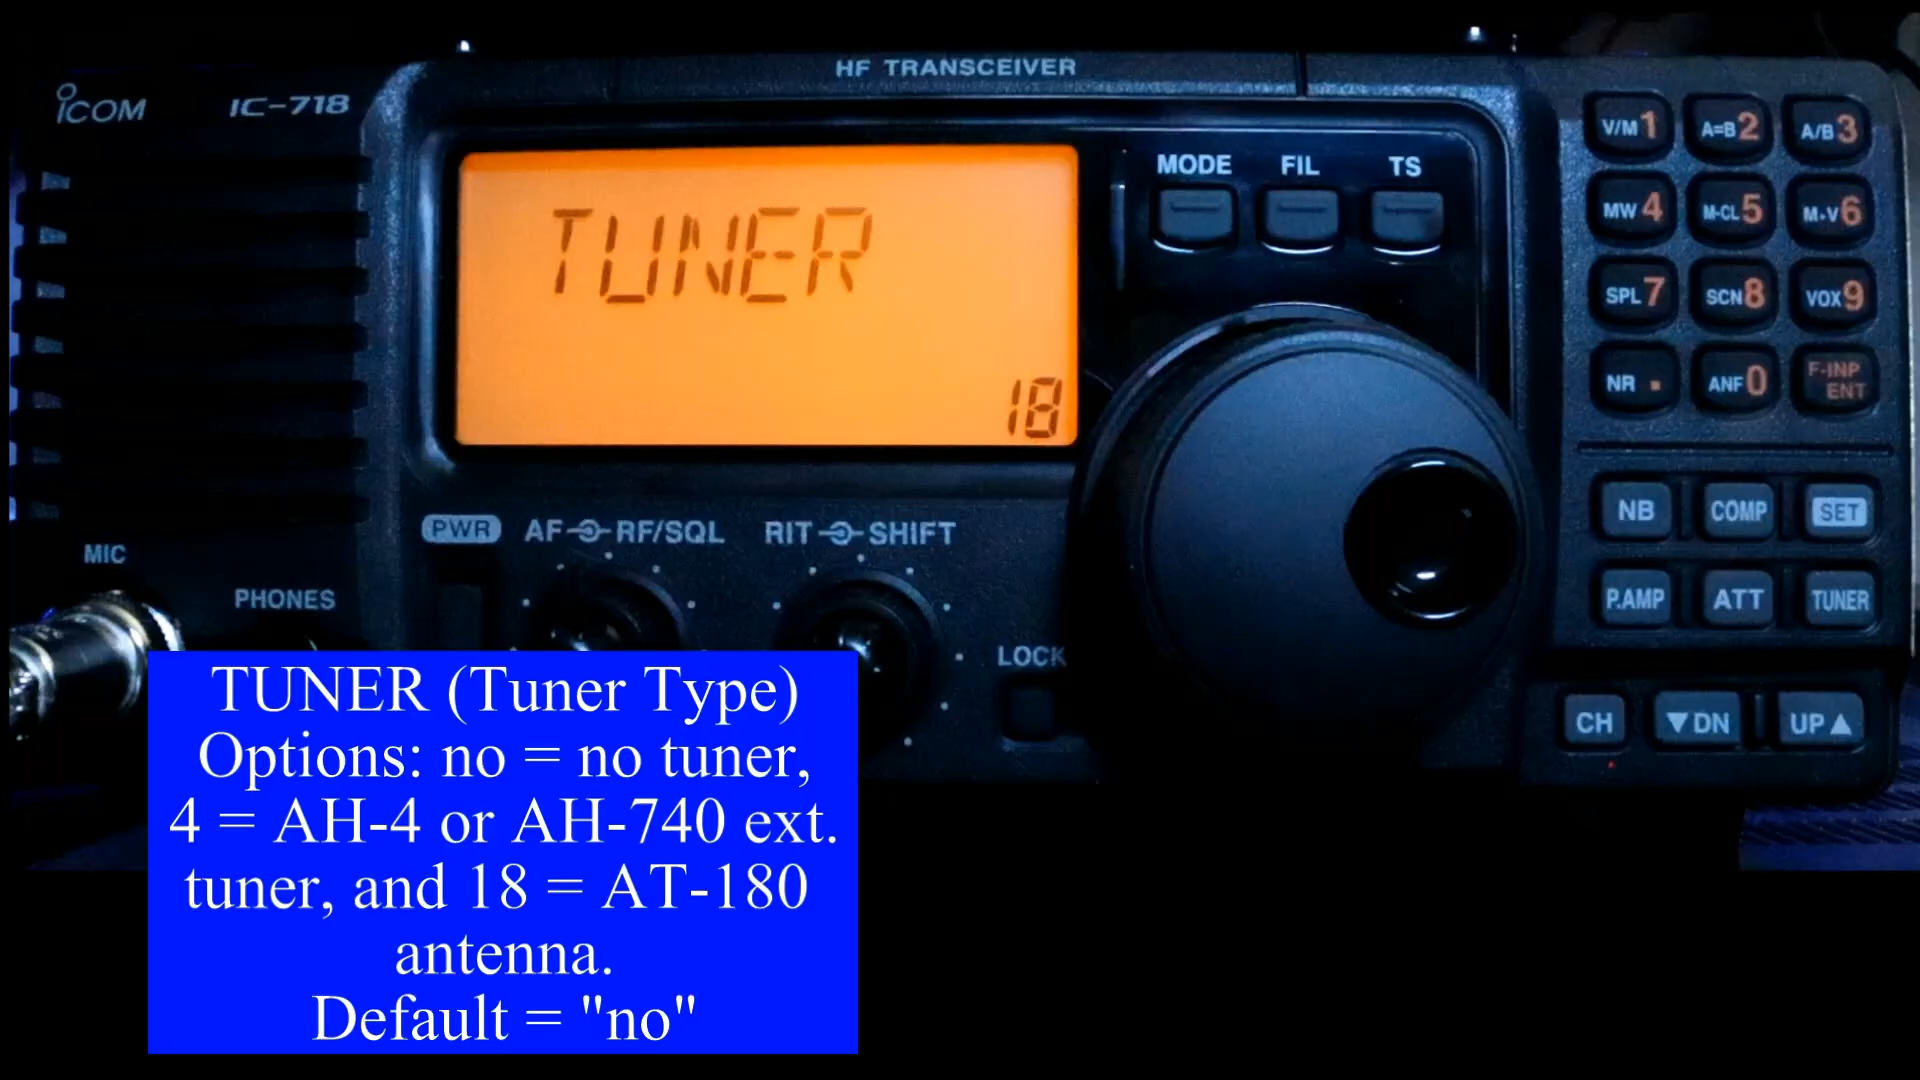 HF TRANSCEIVER
ICOM
IC-718
TUNER
18
MODE FIL TS
V/M 1 A=B 2 A/B 3
MW 4 M-CL 5 M▸V 6
SPL 7 SCN 8 VOX 9
NR . ANF 0 F-INP ENT
NB COMP SET
P.AMP ATT TUNER
CH ▼DN UP▲
PWR AF RF/SQL RIT SHIFT
MIC
PHONES
LOCK
TUNER (Tuner Type)
Options: no = no tuner,
4 = AH-4 or AH-740 ext.
tuner, and 18 = AT-180
antenna.
Default = "no"